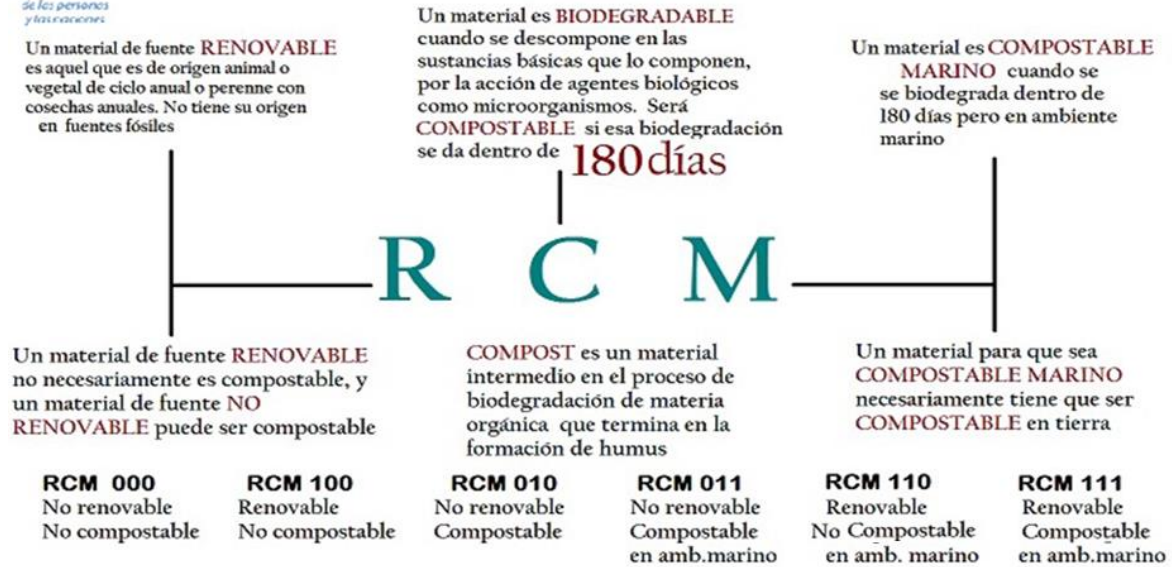 de las personas
y las naciones
Un material de fuente RENOVABLE
es aquel que es de origen animal o
vegetal de ciclo anual o perenne con
cosechas anuales. No tiene su origen
en fuentes fósiles
Un material es BIODEGRADABLE
cuando se descompone en las
sustancias básicas que lo componen,
por la acción de agentes biológicos
como microorganismos. Será
COMPOSTABLE si esa biodegradación
se da dentro de 180 días
Un material es COMPOSTABLE
MARINO cuando se
se biodegrada dentro de
180 días pero en ambiente
marino
R C M
Un material de fuente RENOVABLE
no necesariamente es compostable, y
un material de fuente NO
RENOVABLE puede ser compostable
COMPOST es un material
intermedio en el proceso de
biodegradación de materia
orgánica que termina en la
formación de humus
Un material para que sea
COMPOSTABLE MARINO
necesariamente tiene que ser
COMPOSTABLE en tierra
RCM 000
No renovable
No compostable
RCM 100
Renovable
No compostable
RCM 010
No renovable
Compostable
RCM 011
No renovable
Compostable
en amb.marino
RCM 110
Renovable
No Compostable
en amb. marino
RCM 111
Renovable
Compostable
en amb.marino